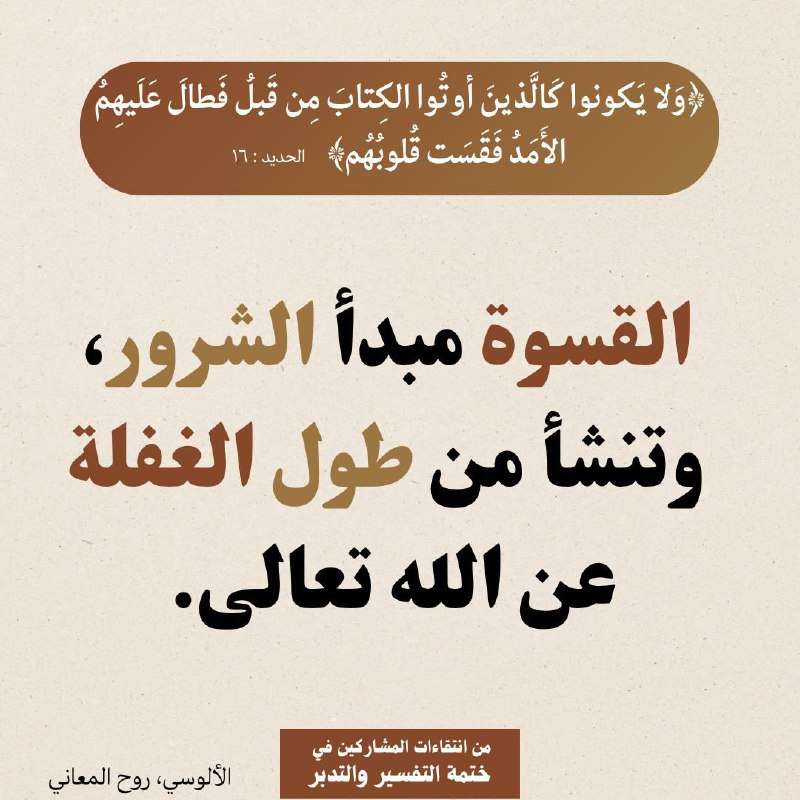 ﴿وَلا يَكونوا كَالَّذينَ أوتُوا الكِتابَ مِن قَبلُ فَطالَ عَلَيهِمُ
الأَمَدُ فَقَسَت قُلوبُهُم﴾ الحديد : ١٦
القسوة مبدأ الشرور،
وتنشأ من طول الغفلة
عن الله تعالى.
من انتقاءات المشاركين في
ختمة التفسير والتدبر
الألوسي، روح المعاني